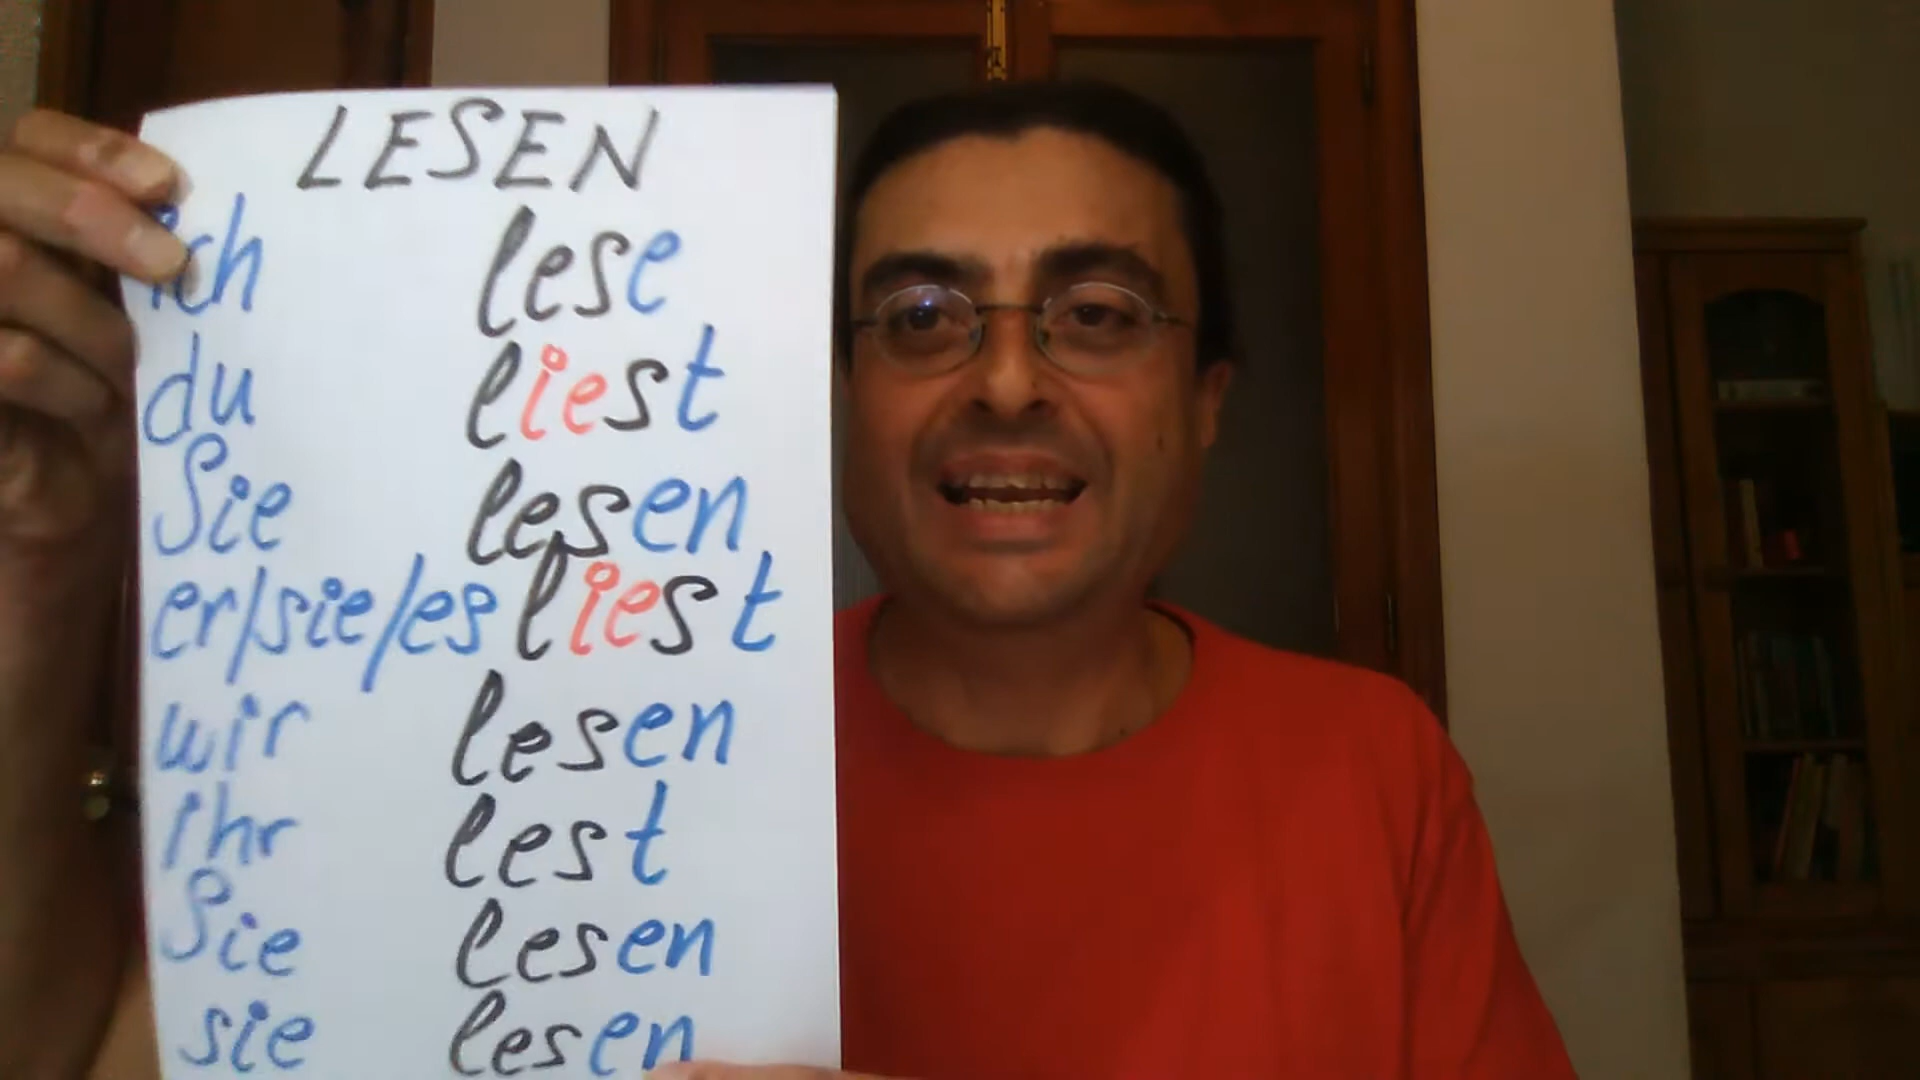 LESEN
ich lese
du liest
Sie lesen
er/sie/es liest
wir lesen
ihr lest
Sie lesen
sie lesen